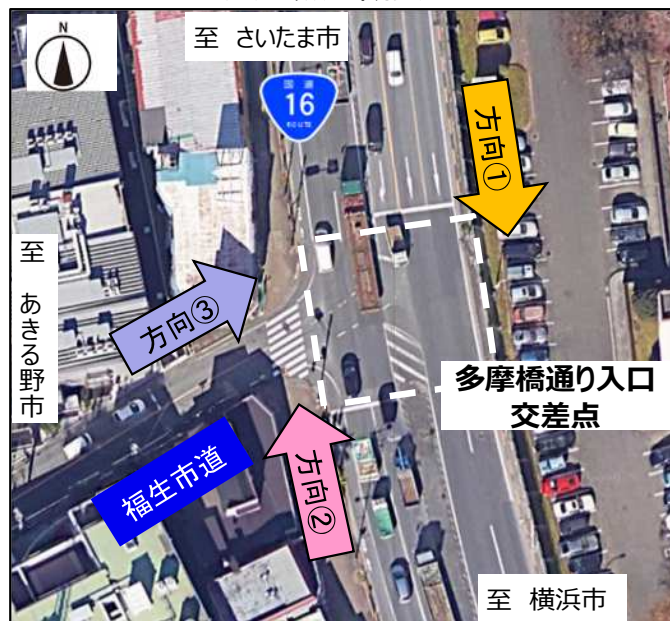 N
至 さいたま市
国道
16
ROUTE
方向①
至 あきる野市
方向③
多摩橋通り入口
交差点
福生市道
方向②
至 横浜市